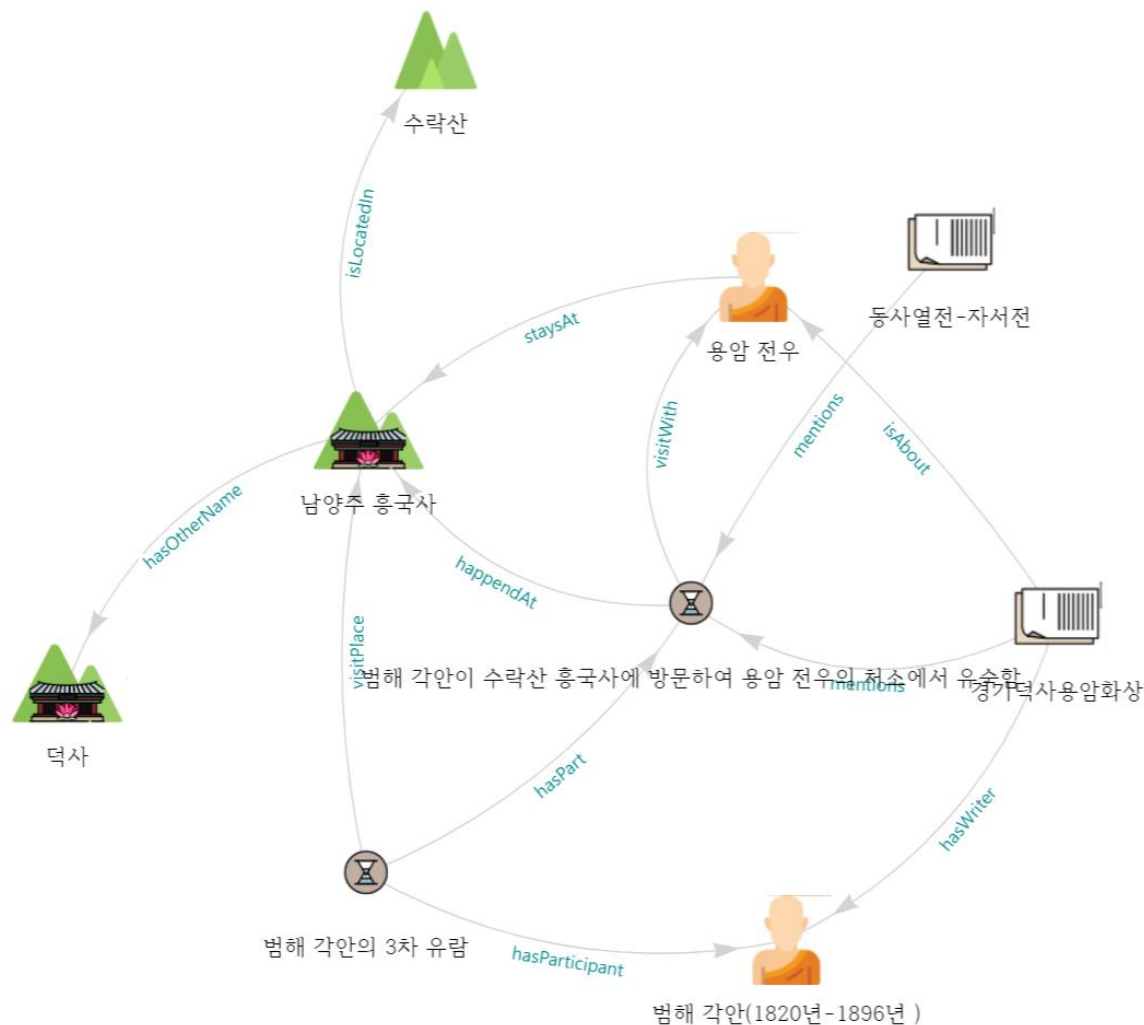 수락산
isLocatedIn
동사열전-자서전
staysAt
용암 전우
visitWith
mentions
isAbout
남양주 흥국사
hasOtherName
happendAt
visitPlace
범해 각안이 수락산 흥국사에 방문하여 용암 전우의 처소에서 유숙함
mentions
경기덕사용암화상
덕사
hasPart
hasWriter
범해 각안의 3차 유람
hasParticipant
범해 각안(1820년-1896년 )